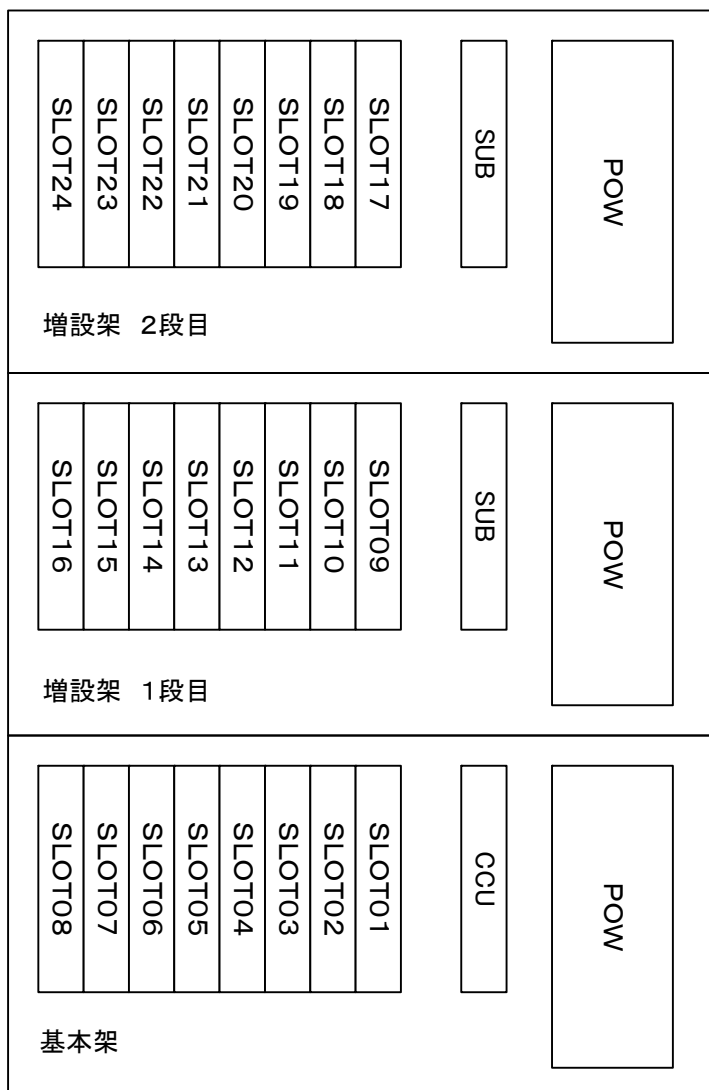 SLOT24
SLOT23
SLOT22
SLOT21
SLOT20
SLOT19
SLOT18
SLOT17
SUB
POW
増設架　２段目
SLOT16
SLOT15
SLOT14
SLOT13
SLOT12
SLOT11
SLOT10
SLOT09
SUB
POW
増設架　１段目
SLOT08
SLOT07
SLOT06
SLOT05
SLOT04
SLOT03
SLOT02
SLOT01
CCU
POW
基本架